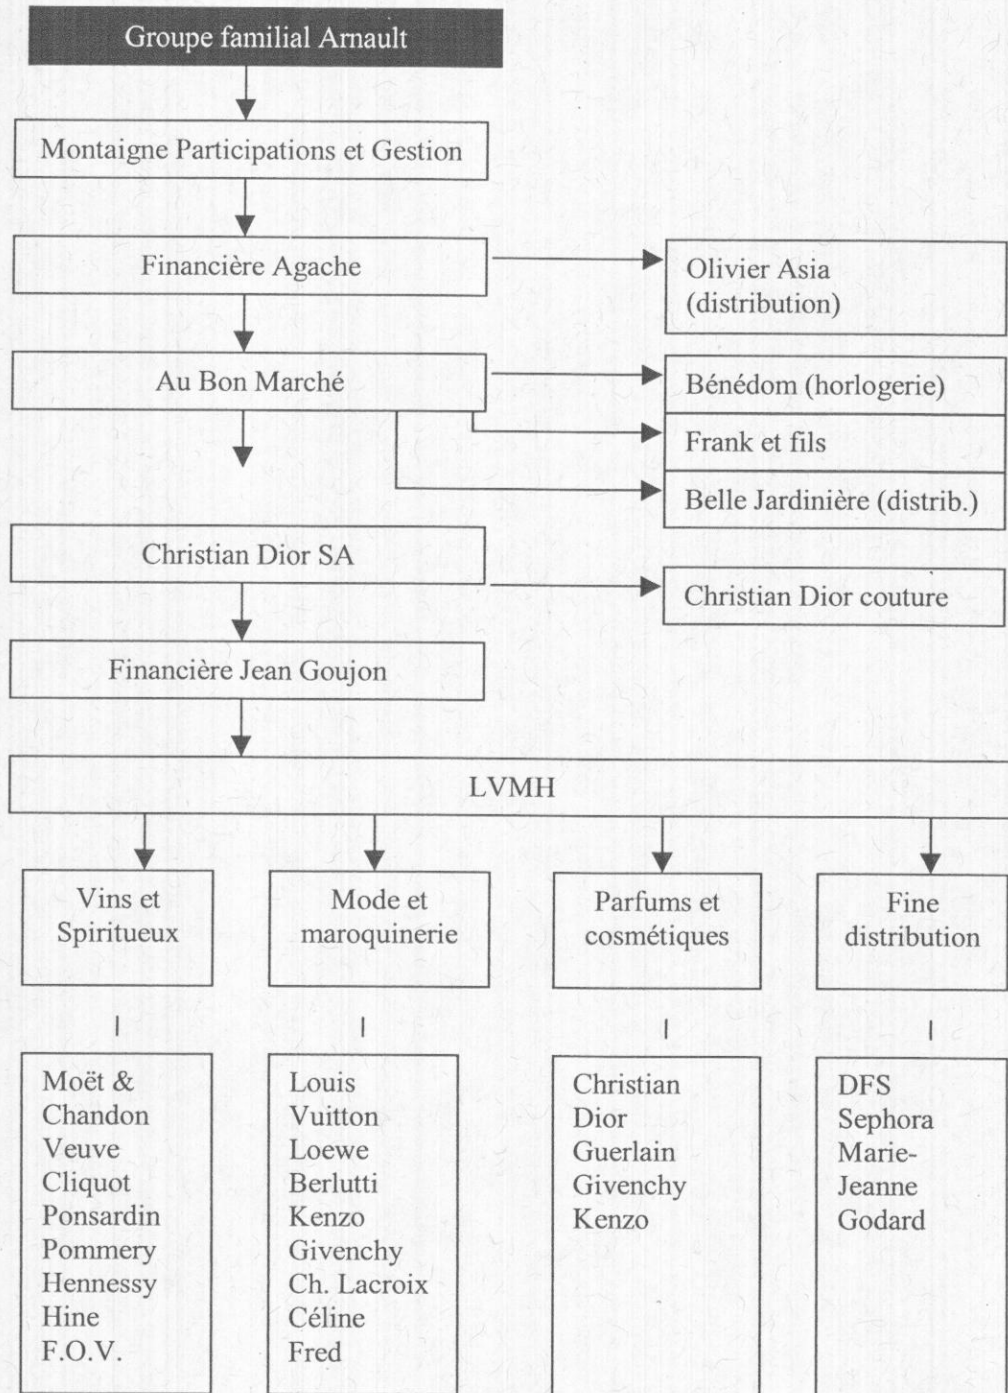 Groupe familial Arnault
Montaigne Participations et Gestion
Financière Agache
Olivier Asia
(distribution)
Au Bon Marché
Bénédom (horlogerie)
Frank et fils
Belle Jardinière (distrib.)
Christian Dior SA
Christian Dior couture
Financière Jean Goujon
LVMH
Vins et
Spiritueux
Mode et
maroquinerie
Parfums et
cosmétiques
Fine
distribution
Moët &
Chandon
Veuve
Cliquot
Ponsardin
Pommery
Hennessy
Hine
F.O.V.
Louis
Vuitton
Loewe
Berlutti
Kenzo
Givenchy
Ch. Lacroix
Céline
Fred
Christian
Dior
Guerlain
Givenchy
Kenzo
DFS
Sephora
Marie-
Jeanne
Godard